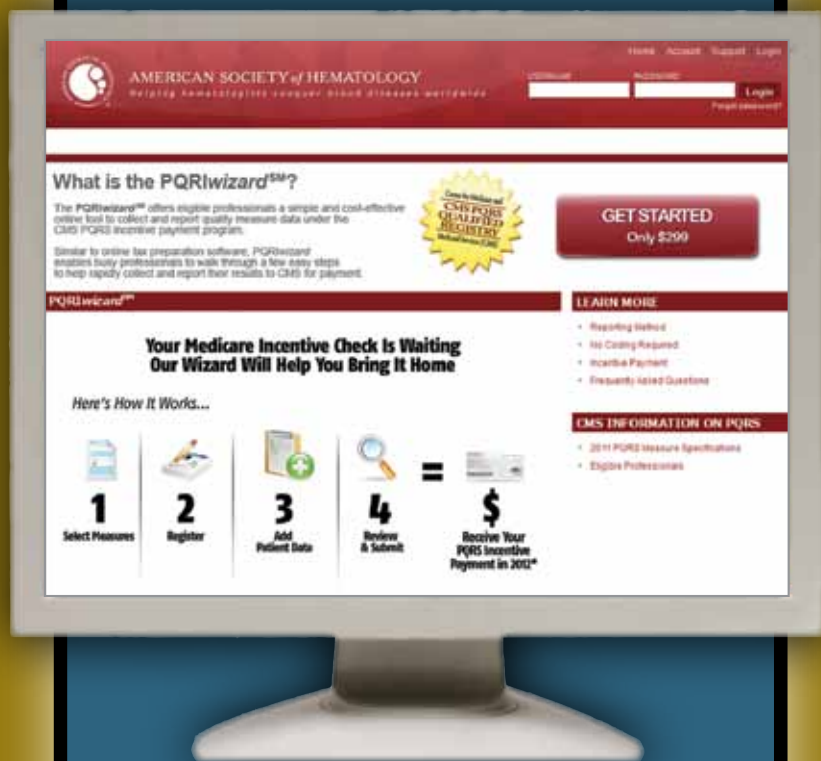 Home Account Support Login
AMERICAN SOCIETY of HEMATOLOGY
Helping hematologists conquer blood diseases worldwide
USERNAME PASSWORD
Login
Forgot password?
What is the PQRIwizard℠?
The PQRIwizard℠ offers eligible professionals a simple and cost-effective
online tool to collect and report quality measure data under the
CMS PQRS incentive payment program.
Similar to online tax preparation software, PQRIwizard
enables busy professionals to walk through a few easy steps
to help rapidly collect and report their results to CMS for payment.
CMS PQRS
QUALIFIED
REGISTRY
GET STARTED
Only $299
PQRIwizard℠
Your Medicare Incentive Check Is Waiting
Our Wizard Will Help You Bring It Home
Here's How It Works...
1
Select Measures
2
Register
3
Add
Patient Data
4
Review
& Submit
=
$
Receive Your
PQRS Incentive
Payment in 2012*
LEARN MORE
• Reporting Method
• No Coding Required
• Incentive Payment
• Frequently Asked Questions
CMS INFORMATION ON PQRS
• 2011 PQRS Measure Specifications
• Eligible Professionals